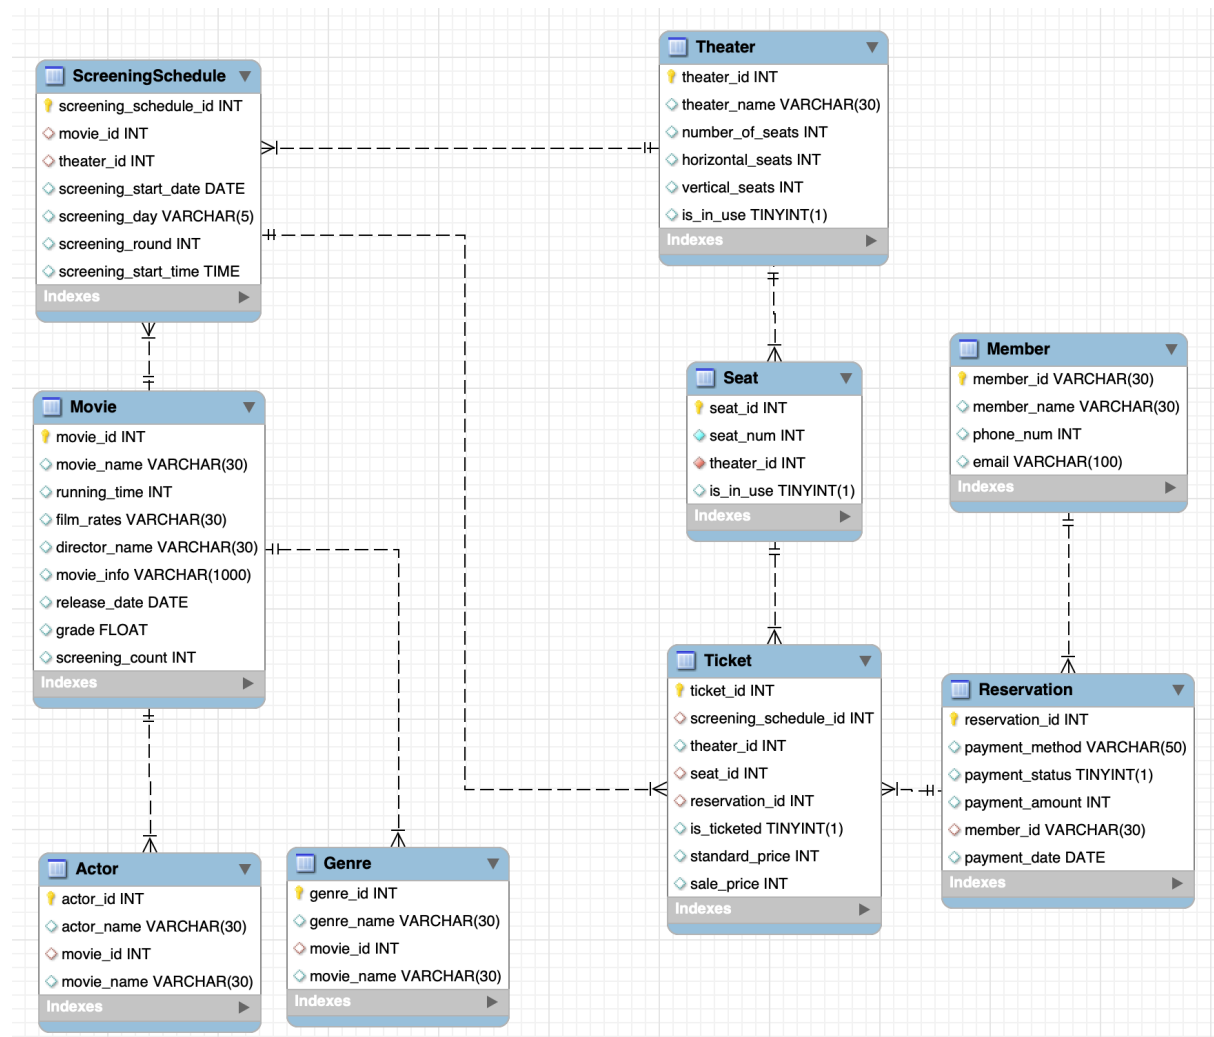 ScreeningSchedule
screening_schedule_id INT
movie_id INT
theater_id INT
screening_start_date DATE
screening_day VARCHAR(5)
screening_round INT
screening_start_time TIME
Indexes
Theater
theater_id INT
theater_name VARCHAR(30)
number_of_seats INT
horizontal_seats INT
vertical_seats INT
is_in_use TINYINT(1)
Indexes
Movie
movie_id INT
movie_name VARCHAR(30)
running_time INT
film_rates VARCHAR(30)
director_name VARCHAR(30)
movie_info VARCHAR(1000)
release_date DATE
grade FLOAT
screening_count INT
Indexes
Seat
seat_id INT
seat_num INT
theater_id INT
is_in_use TINYINT(1)
Indexes
Member
member_id VARCHAR(30)
member_name VARCHAR(30)
phone_num INT
email VARCHAR(100)
Indexes
Ticket
ticket_id INT
screening_schedule_id INT
theater_id INT
seat_id INT
reservation_id INT
is_ticketed TINYINT(1)
standard_price INT
sale_price INT
Indexes
Reservation
reservation_id INT
payment_method VARCHAR(50)
payment_status TINYINT(1)
payment_amount INT
member_id VARCHAR(30)
payment_date DATE
Indexes
Actor
actor_id INT
actor_name VARCHAR(30)
movie_id INT
movie_name VARCHAR(30)
Indexes
Genre
genre_id INT
genre_name VARCHAR(30)
movie_id INT
movie_name VARCHAR(30)
Indexes